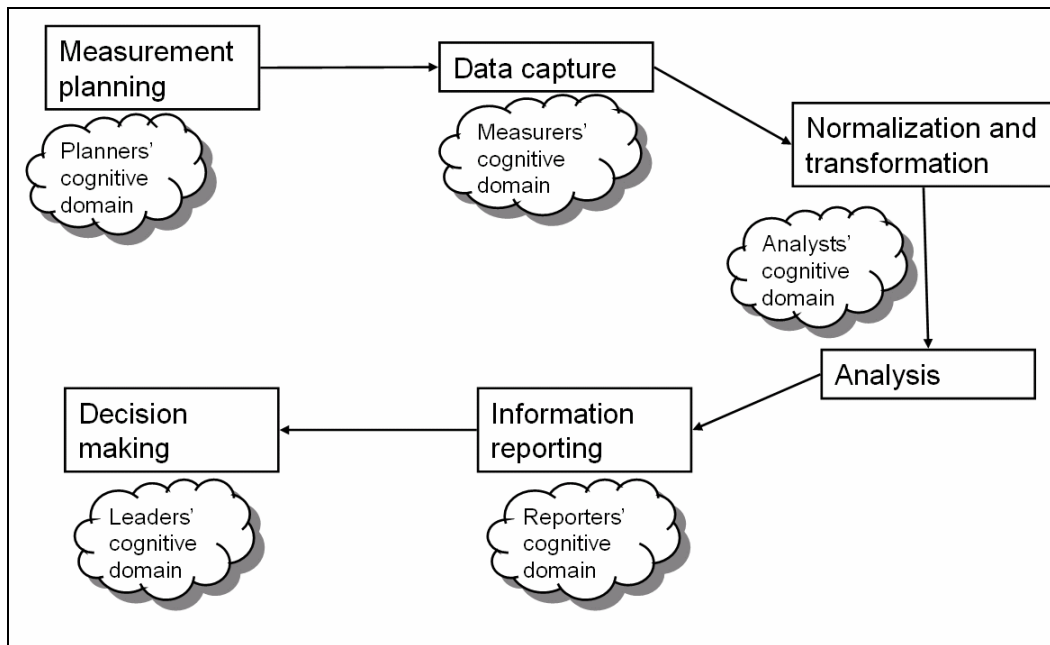 Measurement
planning
Data capture
Normalization and
transformation
Planners’
cognitive
domain
Measurers’
cognitive
domain
Analysts’
cognitive
domain
Analysis
Information
reporting
Decision
making
Reporters’
cognitive
domain
Leaders’
cognitive
domain